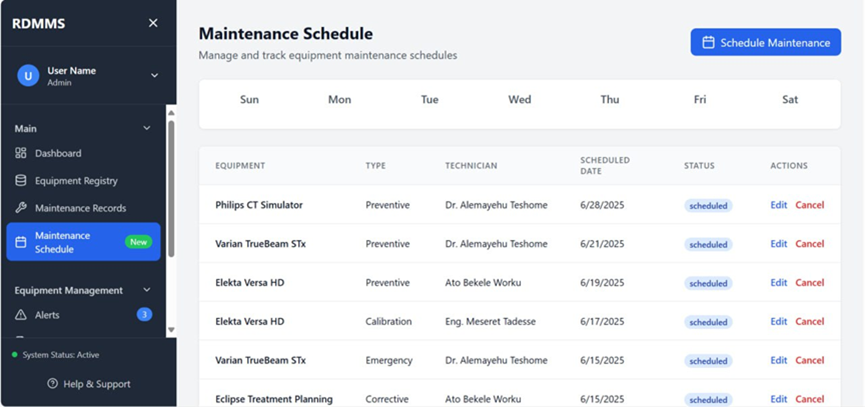 RDMMS
U
User Name
Admin
Main
Dashboard
Equipment Registry
Maintenance Records
Maintenance
Schedule
New
Equipment Management
Alerts
3
System Status: Active
Help & Support
Maintenance Schedule
Manage and track equipment maintenance schedules
Schedule Maintenance
Sun Mon Tue Wed Thu Fri Sat
EQUIPMENT TYPE TECHNICIAN SCHEDULED DATE STATUS ACTIONS
Philips CT Simulator Preventive Dr. Alemayehu Teshome 6/28/2025 scheduled Edit Cancel
Varian TrueBeam STx Preventive Dr. Alemayehu Teshome 6/21/2025 scheduled Edit Cancel
Elekta Versa HD Preventive Ato Bekele Worku 6/19/2025 scheduled Edit Cancel
Elekta Versa HD Calibration Eng. Meseret Tadesse 6/17/2025 scheduled Edit Cancel
Varian TrueBeam STx Emergency Dr. Alemayehu Teshome 6/15/2025 scheduled Edit Cancel
Eclipse Treatment Planning Corrective Ato Bekele Worku 6/15/2025 scheduled Edit Cancel